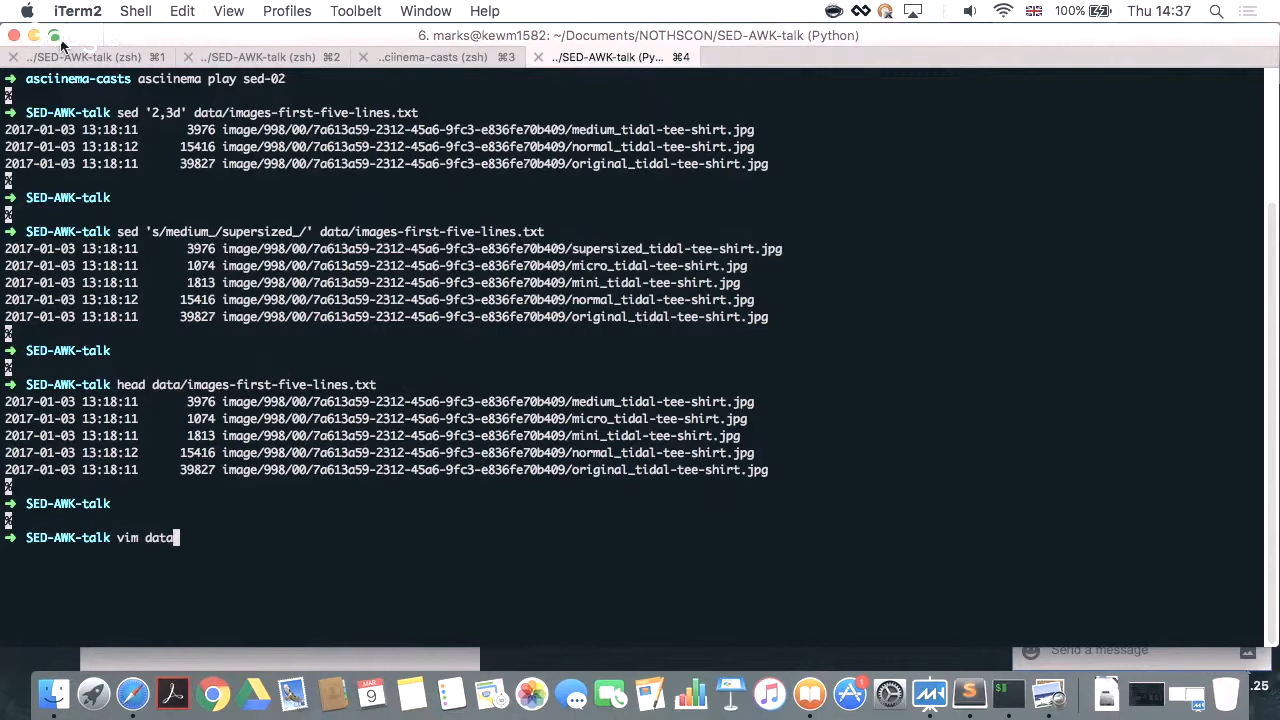 iTerm2 Shell Edit View Profiles Toolbelt Window Help 100% Thu 14:37
6. marks@kewm1582: ~/Documents/NOTHSCON/SED-AWK-talk (Python)
../SED-AWK-talk (zsh) ⌘1 ../SED-AWK-talk (zsh) ⌘2 ..ciinema-casts (zsh) ⌘3 ../SED-AWK-talk (Py... ⌘4
➜ asciinema-casts asciinema play sed-02
%
➜ SED-AWK-talk sed '2,3d' data/images-first-five-lines.txt
2017-01-03 13:18:11 3976 image/998/00/7a613a59-2312-45a6-9fc3-e836fe70b409/medium_tidal-tee-shirt.jpg
2017-01-03 13:18:12 15416 image/998/00/7a613a59-2312-45a6-9fc3-e836fe70b409/normal_tidal-tee-shirt.jpg
2017-01-03 13:18:11 39827 image/998/00/7a613a59-2312-45a6-9fc3-e836fe70b409/original_tidal-tee-shirt.jpg
%
➜ SED-AWK-talk
%
➜ SED-AWK-talk sed 's/medium_/supersized_/' data/images-first-five-lines.txt
2017-01-03 13:18:11 3976 image/998/00/7a613a59-2312-45a6-9fc3-e836fe70b409/supersized_tidal-tee-shirt.jpg
2017-01-03 13:18:11 1074 image/998/00/7a613a59-2312-45a6-9fc3-e836fe70b409/micro_tidal-tee-shirt.jpg
2017-01-03 13:18:11 1813 image/998/00/7a613a59-2312-45a6-9fc3-e836fe70b409/mini_tidal-tee-shirt.jpg
2017-01-03 13:18:12 15416 image/998/00/7a613a59-2312-45a6-9fc3-e836fe70b409/normal_tidal-tee-shirt.jpg
2017-01-03 13:18:11 39827 image/998/00/7a613a59-2312-45a6-9fc3-e836fe70b409/original_tidal-tee-shirt.jpg
%
➜ SED-AWK-talk
%
➜ SED-AWK-talk head data/images-first-five-lines.txt
2017-01-03 13:18:11 3976 image/998/00/7a613a59-2312-45a6-9fc3-e836fe70b409/medium_tidal-tee-shirt.jpg
2017-01-03 13:18:11 1074 image/998/00/7a613a59-2312-45a6-9fc3-e836fe70b409/micro_tidal-tee-shirt.jpg
2017-01-03 13:18:11 1813 image/998/00/7a613a59-2312-45a6-9fc3-e836fe70b409/mini_tidal-tee-shirt.jpg
2017-01-03 13:18:12 15416 image/998/00/7a613a59-2312-45a6-9fc3-e836fe70b409/normal_tidal-tee-shirt.jpg
2017-01-03 13:18:11 39827 image/998/00/7a613a59-2312-45a6-9fc3-e836fe70b409/original_tidal-tee-shirt.jpg
%
➜ SED-AWK-talk
%
➜ SED-AWK-talk vim data
Send a message
.25
MAR
9
1